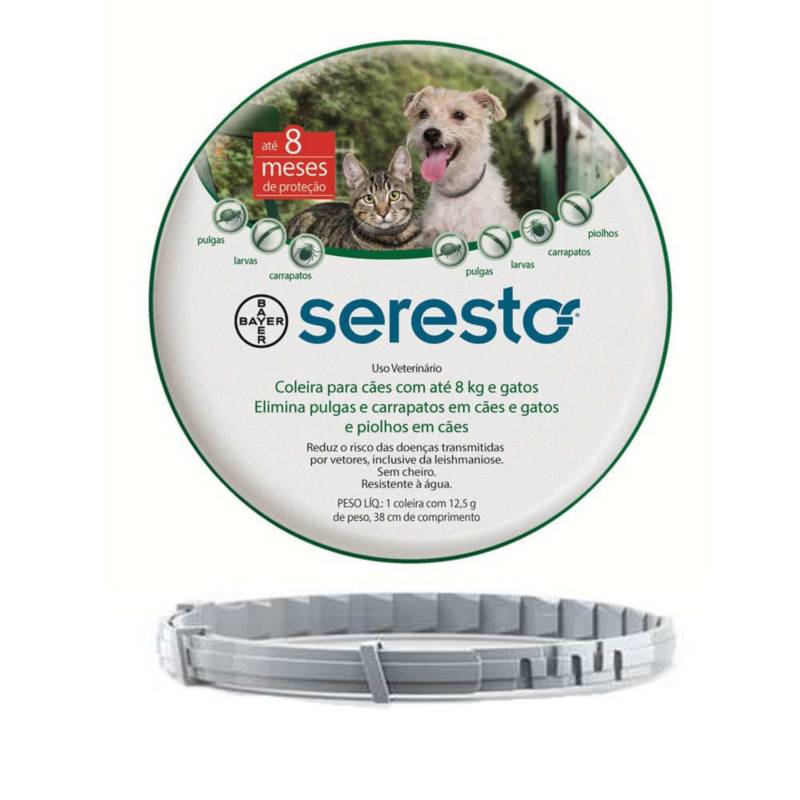 até 8
meses
de proteção
pulgas
larvas
carrapatos
pulgas
larvas
carrapatos
piolhos
BAYER
BAYER
seresto®
Uso Veterinário
Coleira para cães com até 8 kg e gatos
Elimina pulgas e carrapatos em cães e gatos
e piolhos em cães
Reduz o risco das doenças transmitidas
por vetores, inclusive da leishmaniose.
Sem cheiro.
Resistente à água.
PESO LÍQ.: 1 coleira com 12,5 g
de peso, 38 cm de comprimento